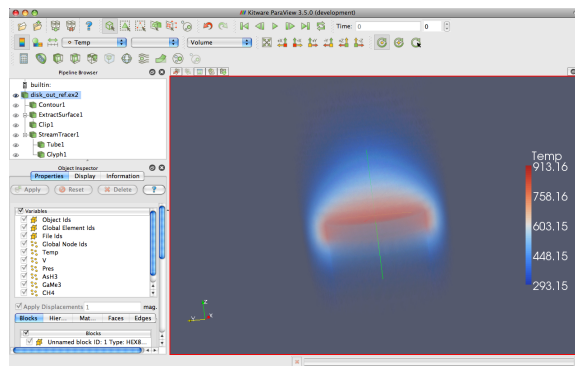 Kitware ParaView 3.5.0 (development)
Time: 0 0
Temp Volume
Pipeline Browser
builtin:
disk_out_ref.ex2
Contour1
ExtractSurface1
Clip1
StreamTracer1
Tube1
Glyph1
Object Inspector
Properties Display Information
Apply Reset Delete ?
Variables
Object Ids
Global Element Ids
File Ids
Global Node Ids
Temp
V
Pres
AsH3
GaMe3
CH4
Apply Displacements 1 mag.
Blocks Hier... Mat... Faces Edges
Blocks
Unnamed block ID: 1 Type: HEX8...
Temp
913.16
758.16
603.15
448.15
293.15
Z
Y